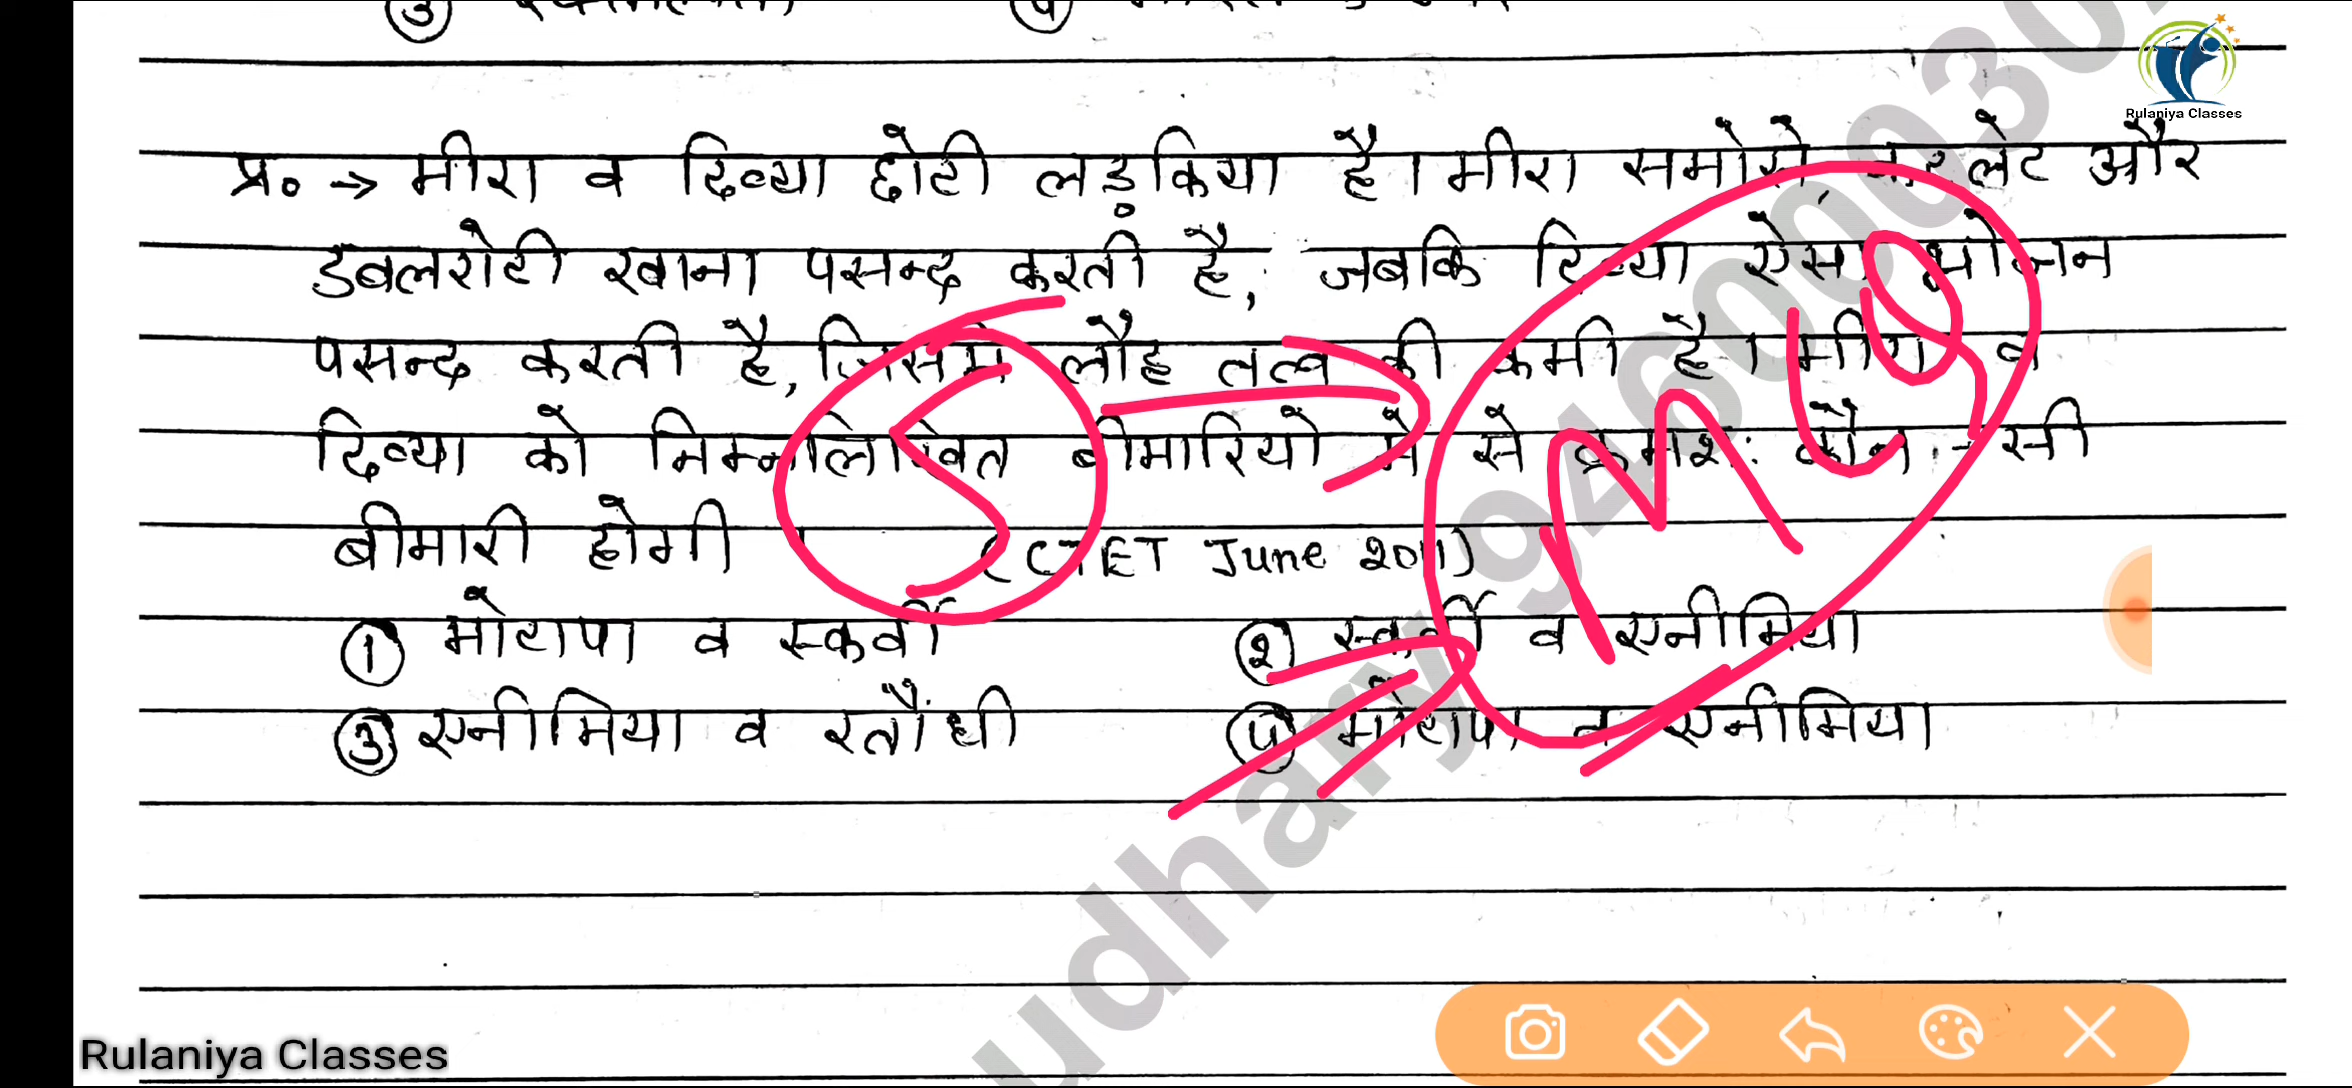 Rulaniya Classes
प्र० → मीरा व दिव्या छोटी लड़किया है। मीरा समोसे, कटलेट और
डबलरोटी खाना पसन्द करती है, जबकि दिव्या ऐसा भोजन
पसन्द करती है, जिसमे लौह तत्व की कमी है। मीरा व
दिव्या को निम्नलिखित बीमारियो मे से क्रमश: कौन - सी
बीमारी होगी (CTET June 2011)
① मोटापा व स्कर्वी ② स्कर्वी व एनीमिया
③ एनीमिया व रतौंधी ④ मोटापा व एनीमिया
Rulaniya Classes